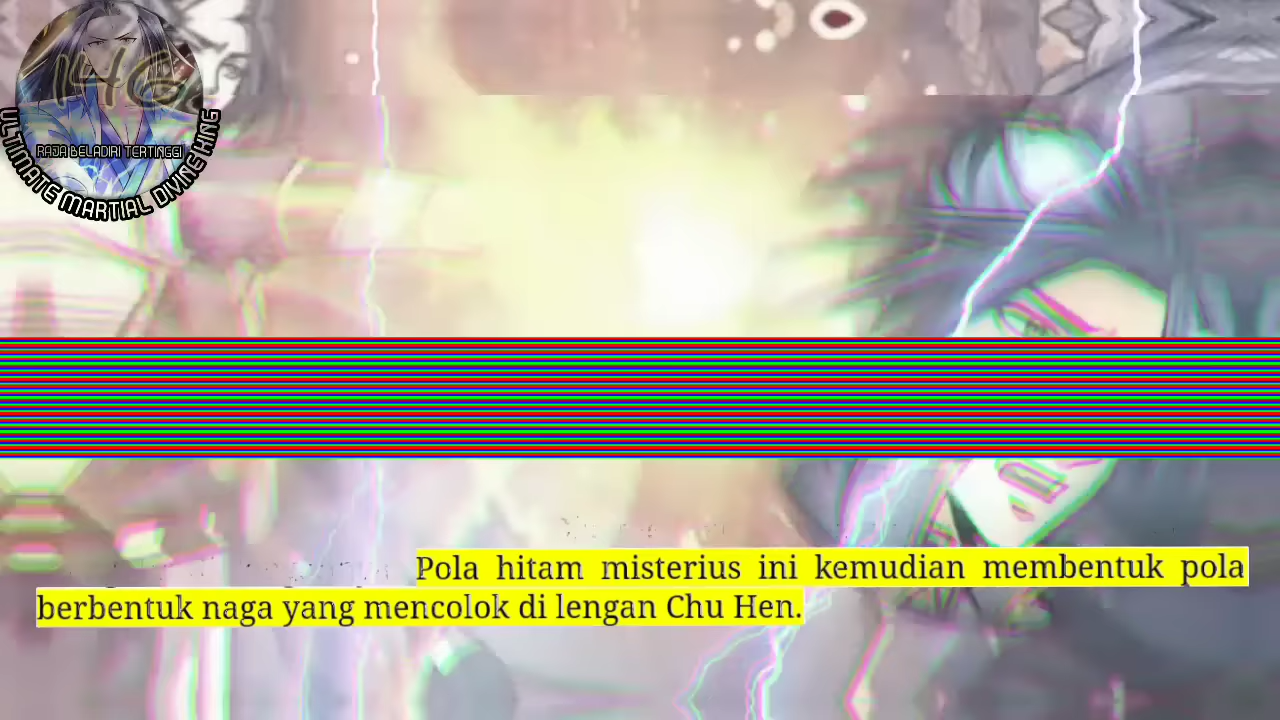 RAJA BELADIRI TERTINGGI
ULTIMATE MARTIAL DIVINE KING
Pola hitam misterius ini kemudian membentuk pola
berbentuk naga yang mencolok di lengan Chu Hen.